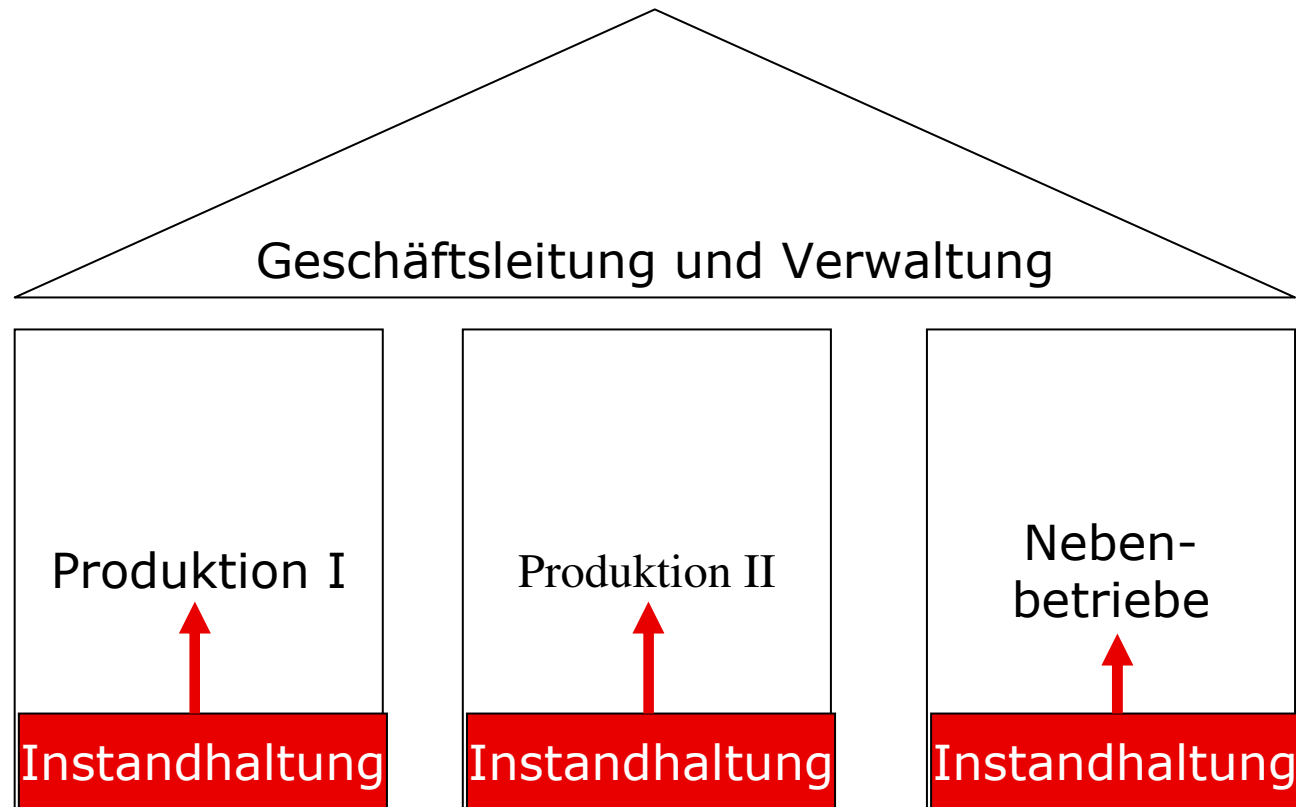 Geschäftsleitung und Verwaltung
Produktion I
Produktion II
Neben-
betriebe
Instandhaltung
Instandhaltung
Instandhaltung